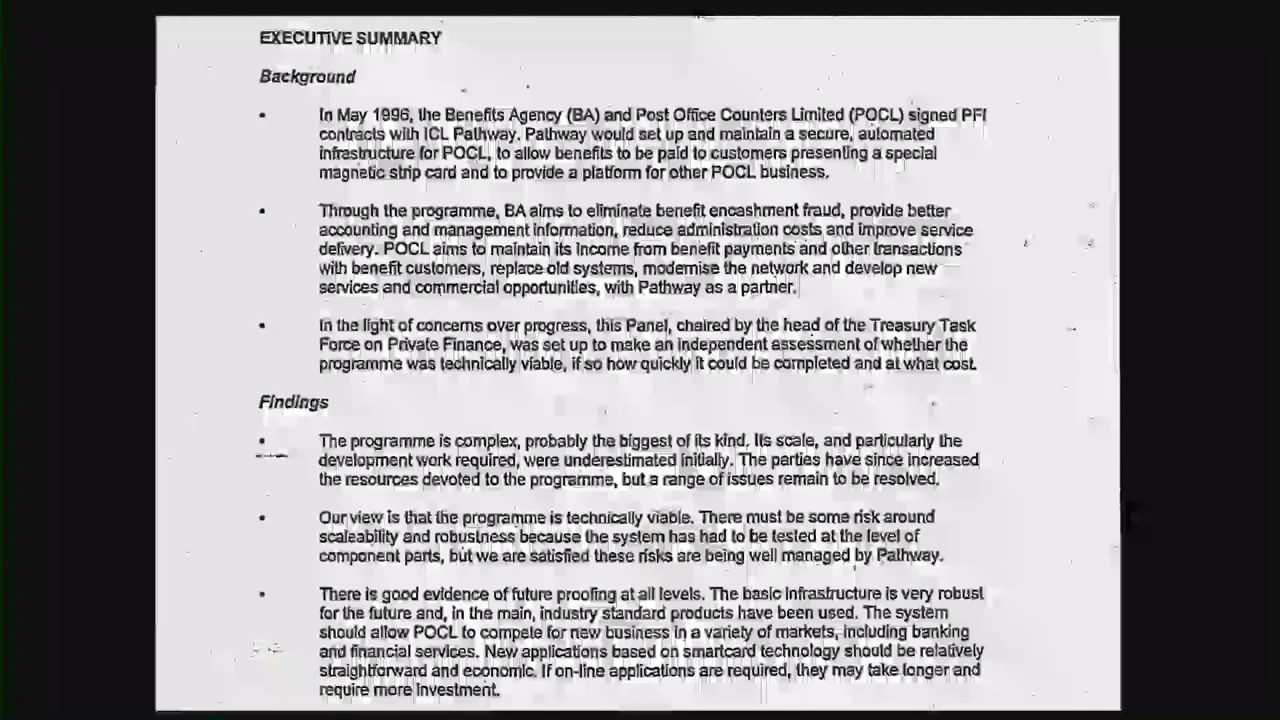 EXECUTIVE SUMMARY
Background
• In May 1996, the Benefits Agency (BA) and Post Office Counters Limited (POCL) signed PFI
contracts with ICL Pathway. Pathway would set up and maintain a secure, automated
infrastructure for POCL, to allow benefits to be paid to customers presenting a special
magnetic strip card and to provide a platform for other POCL business.
• Through the programme, BA aims to eliminate benefit encashment fraud, provide better
accounting and management information, reduce administration costs and improve service
delivery. POCL aims to maintain its income from benefit payments and other transactions
with benefit customers, replace old systems, modernise the network and develop new
services and commercial opportunities, with Pathway as a partner.
• In the light of concerns over progress, this Panel, chaired by the head of the Treasury Task
Force on Private Finance, was set up to make an independent assessment of whether the
programme was technically viable, if so how quickly it could be completed and at what cost.
Findings
• The programme is complex, probably the biggest of its kind. Its scale, and particularly the
development work required, were underestimated initially. The parties have since increased
the resources devoted to the programme, but a range of issues remain to be resolved.
• Our view is that the programme is technically viable. There must be some risk around
scaleability and robustness because the system has had to be tested at the level of
component parts, but we are satisfied these risks are being well managed by Pathway.
• There is good evidence of future proofing at all levels. The basic infrastructure is very robust
for the future and, in the main, industry standard products have been used. The system
should allow POCL to compete for new business in a variety of markets, including banking
and financial services. New applications based on smartcard technology should be relatively
straightforward and economic. If on-line applications are required, they may take longer and
require more investment.